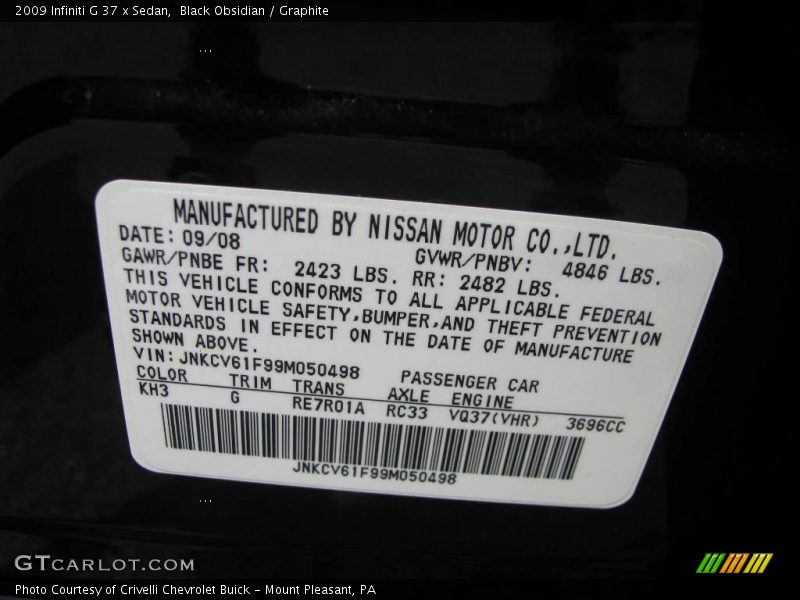 2009 Infiniti G 37 x Sedan,  Black Obsidian / Graphite
MANUFACTURED BY NISSAN MOTOR CO.,LTD.
DATE: 09/08 GVWR/PNBV: 4846 LBS.
GAWR/PNBE FR: 2423 LBS. RR: 2482 LBS.
THIS VEHICLE CONFORMS TO ALL APPLICABLE FEDERAL
MOTOR VEHICLE SAFETY,BUMPER,AND THEFT PREVENTION
STANDARDS IN EFFECT ON THE DATE OF MANUFACTURE
SHOWN ABOVE.
VIN: JNKCV61F99M050498 PASSENGER CAR
COLOR TRIM TRANS AXLE ENGINE
KH3 G RE7R01A RC33 VQ37(VHR) 3696CC
JNKCV61F99M050498
GTCARLOT.COM
Photo Courtesy of Crivelli Chevrolet Buick - Mount Pleasant, PA